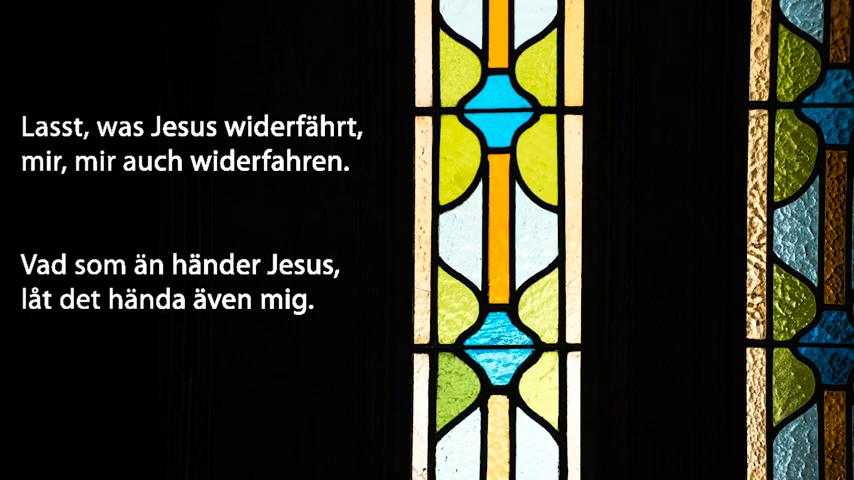 Lasst, was Jesus widerfährt,
mir, mir auch widerfahren.
Vad som än händer Jesus,
låt det hända även mig.